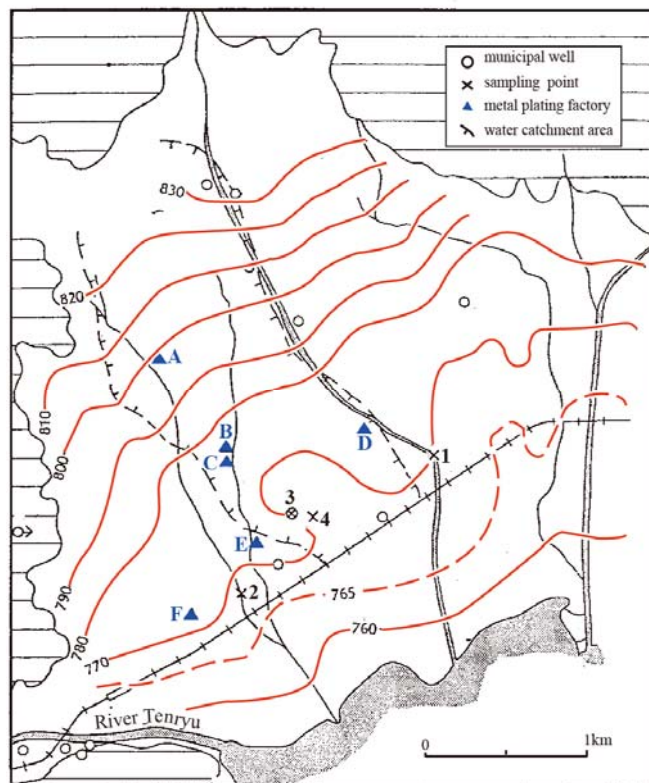 municipal well
sampling point
metal plating factory
water catchment area
830
820
A
810
B
C
D
800
1
3
4
E
790
2
765
F
780
760
770
River Tenryu
0
1km